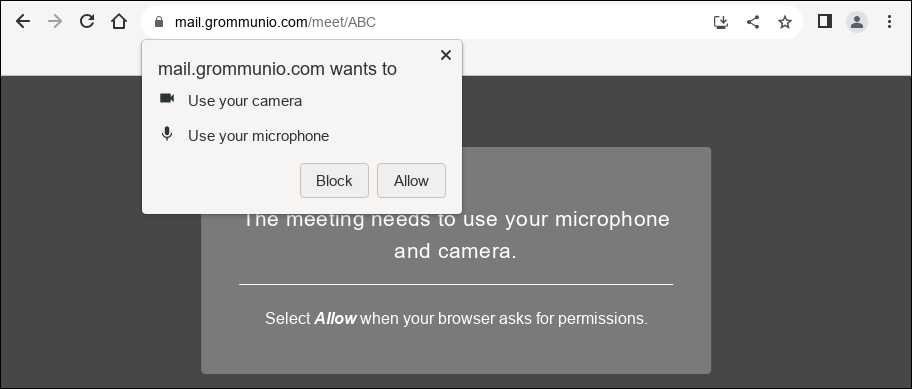 mail.grommunio.com/meet/ABC
mail.grommunio.com wants to
Use your camera
Use your microphone
Block
Allow
The meeting needs to use your microphone
and camera.
Select Allow when your browser asks for permissions.